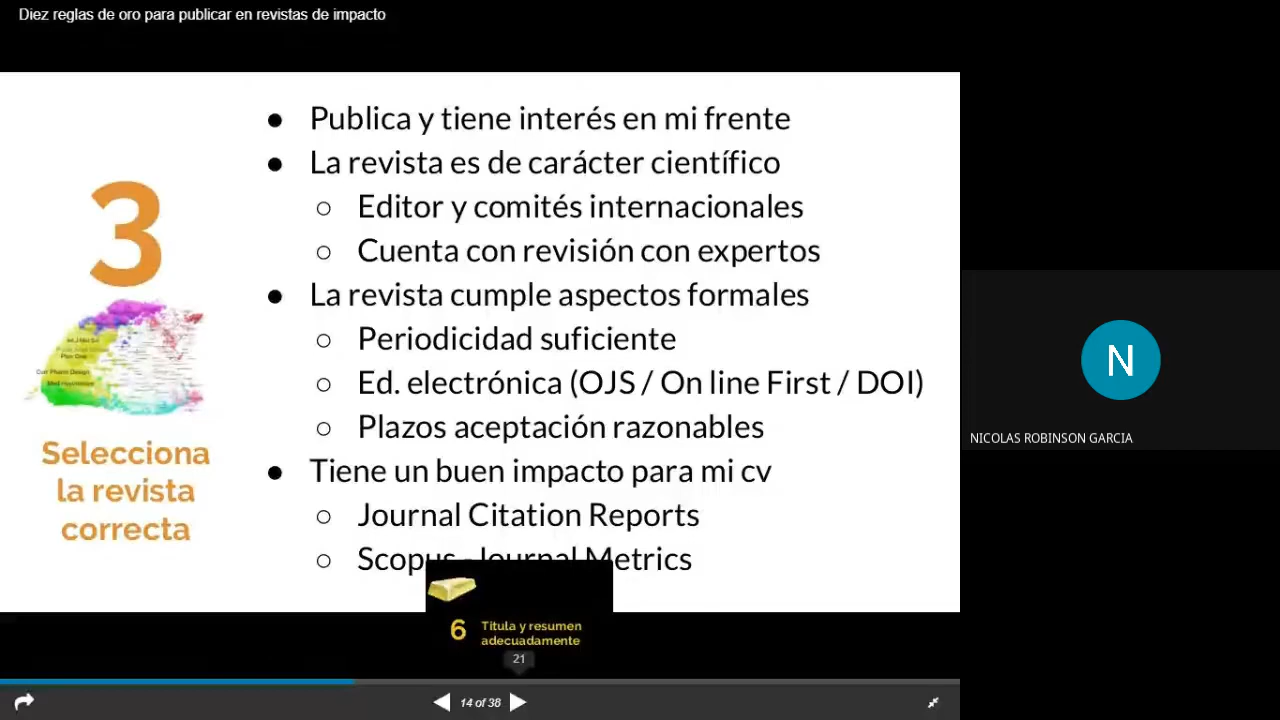 Diez reglas de oro para publicar en revistas de impacto
3
Selecciona
la revista
correcta
● Publica y tiene interés en mi frente
● La revista es de carácter científico
○ Editor y comités internacionales
○ Cuenta con revisión con expertos
● La revista cumple aspectos formales
○ Periodicidad suficiente
○ Ed. electrónica (OJS / On line First / DOI)
○ Plazos aceptación razonables
● Tiene un buen impacto para mi cv
○ Journal Citation Reports
○ Scopus - Journal Metrics
6 Titula y resumen
adecuadamente
21
14 of 38
N
NICOLAS ROBINSON GARCIA